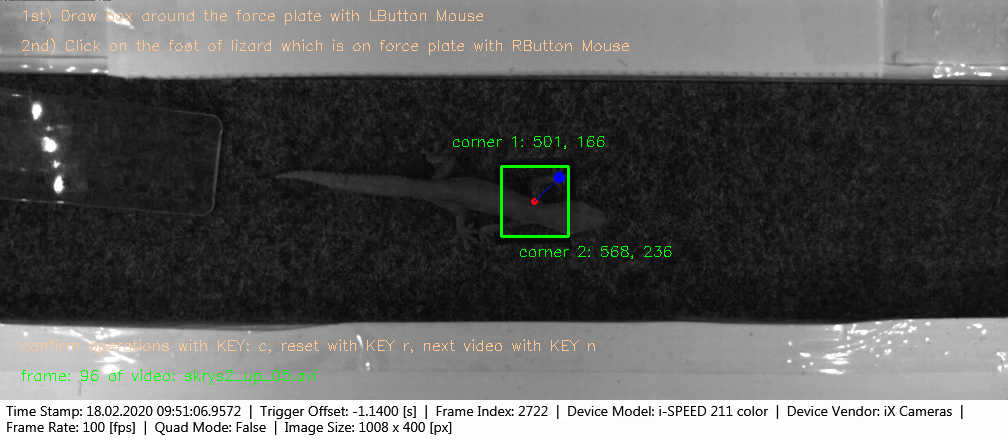 1st) Draw box around the force plate with LButton Mouse
2nd) Click on the foot of lizard which is on force plate with RButton Mouse
corner 1: 501, 166
corner 2: 568, 236
confirm operations with KEY: c, reset with KEY r, next video with KEY n
frame: 96 of video:
Time Stamp: 18.02.2020 09:51:06.9572 | Trigger Offset: -1.1400 [s] | Frame Index: 2722 | Device Model: i-SPEED 211 color | Device Vendor: iX Cameras |
Frame Rate: 100 [fps] | Quad Mode: False | Image Size: 1008 x 400 [px]